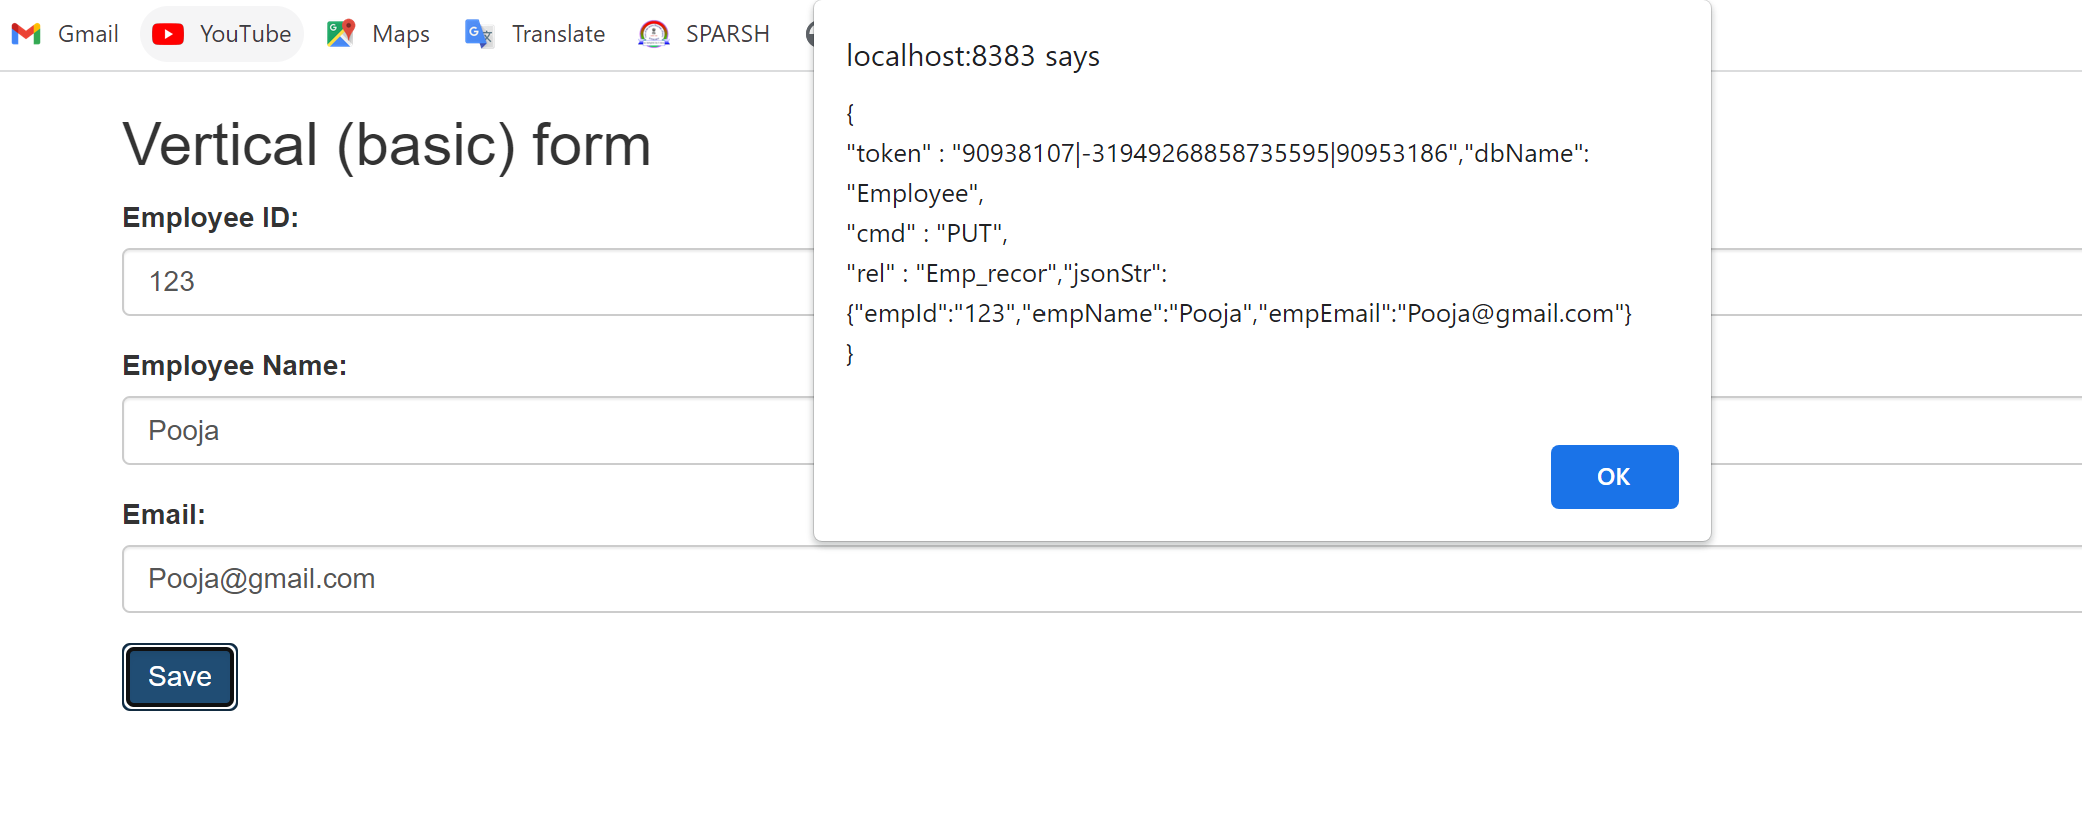 Gmail YouTube Maps Translate SPARSH
Vertical (basic) form
Employee ID:
123
Employee Name:
Pooja
Email:
Pooja@gmail.com
Save
localhost:8383 says
{
"token" : "90938107|-31949268858735595|90953186","dbName":
"Employee",
"cmd" : "PUT",
"rel" : "Emp_recor","jsonStr":
{"empId":"123","empName":"Pooja","empEmail":"Pooja@gmail.com"}
}
OK